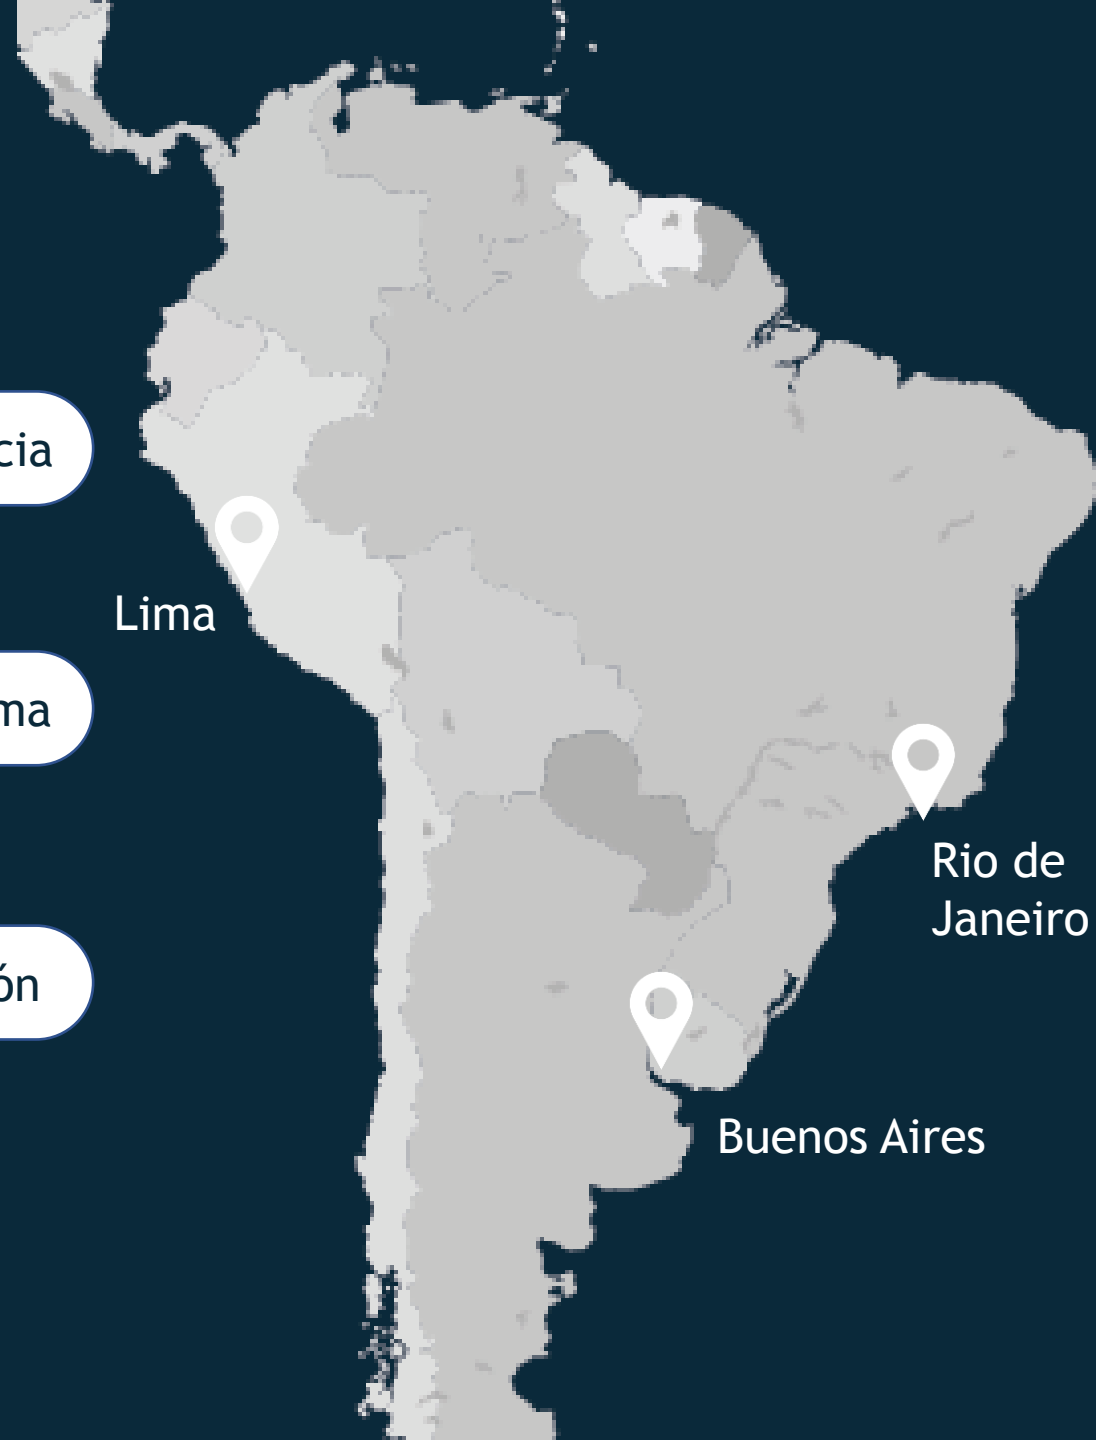 cia
Lima
ma
Rio de
Janeiro
ón
Buenos Aires